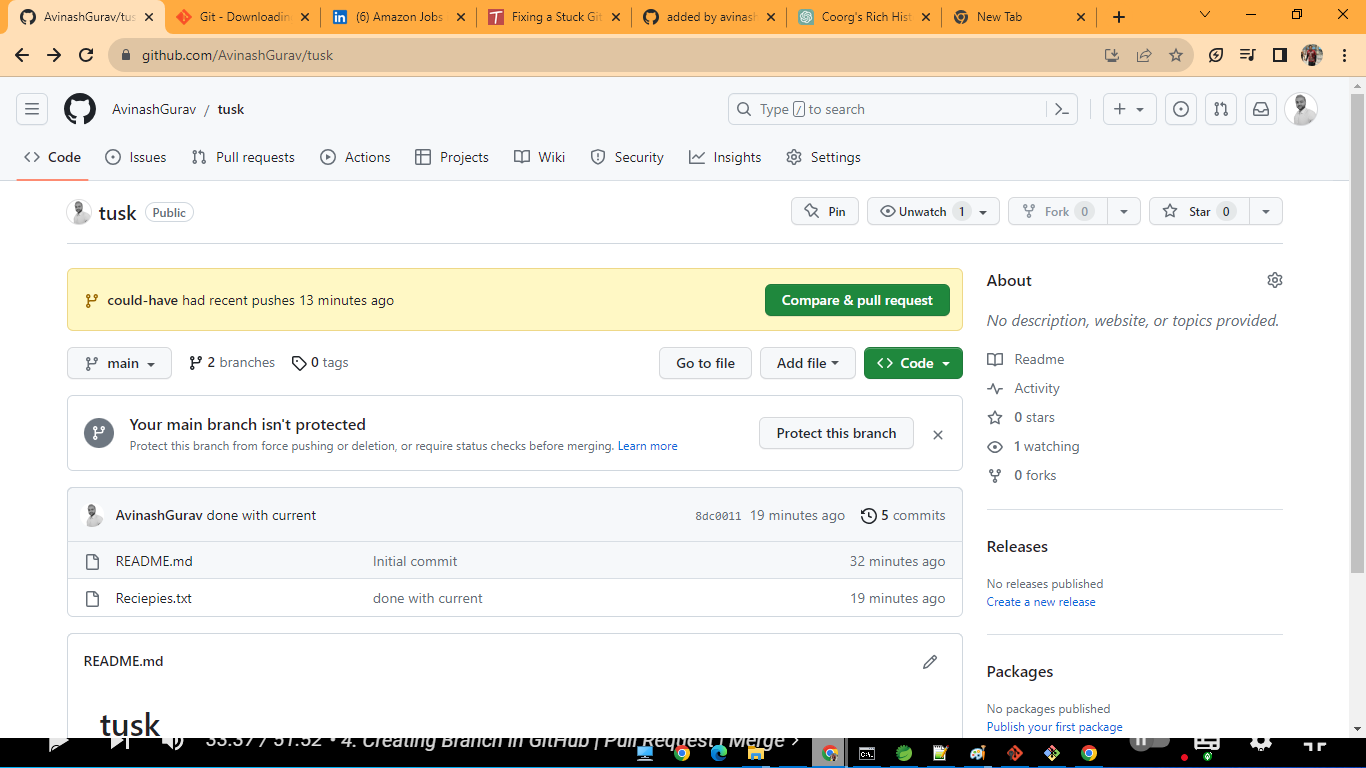 AvinashGurav/tusk
Git - Downloadin
(6) Amazon Jobs
Fixing a Stuck Git
added by avinash
Coorg's Rich Hist
New Tab
github.com/AvinashGurav/tusk
AvinashGurav / tusk
Type / to search
Code
Issues
Pull requests
Actions
Projects
Wiki
Security
Insights
Settings
tusk Public
Pin
Unwatch 1
Fork 0
Star 0
could-have had recent pushes 13 minutes ago
Compare & pull request
About
No description, website, or topics provided.
main
2 branches
0 tags
Go to file
Add file
Code
Readme
Activity
0 stars
1 watching
0 forks
Your main branch isn't protected
Protect this branch from force pushing or deletion, or require status checks before merging. Learn more
Protect this branch
AvinashGurav done with current 8dc0011 19 minutes ago 5 commits
README.md Initial commit 32 minutes ago
Reciepies.txt done with current 19 minutes ago
Releases
No releases published
Create a new release
README.md
tusk
Packages
No packages published
Publish your first package
33:37 / 51:52 • 4. Creating Branch in GitHub | Pull Request | Merge